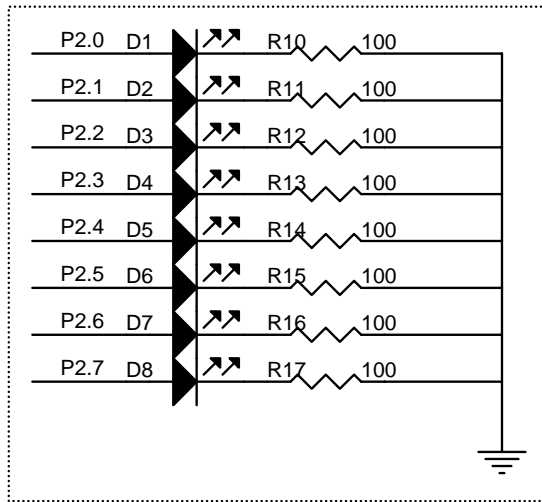 P2.0 D1 R10 100
P2.1 D2 R11 100
P2.2 D3 R12 100
P2.3 D4 R13 100
P2.4 D5 R14 100
P2.5 D6 R15 100
P2.6 D7 R16 100
P2.7 D8 R17 100